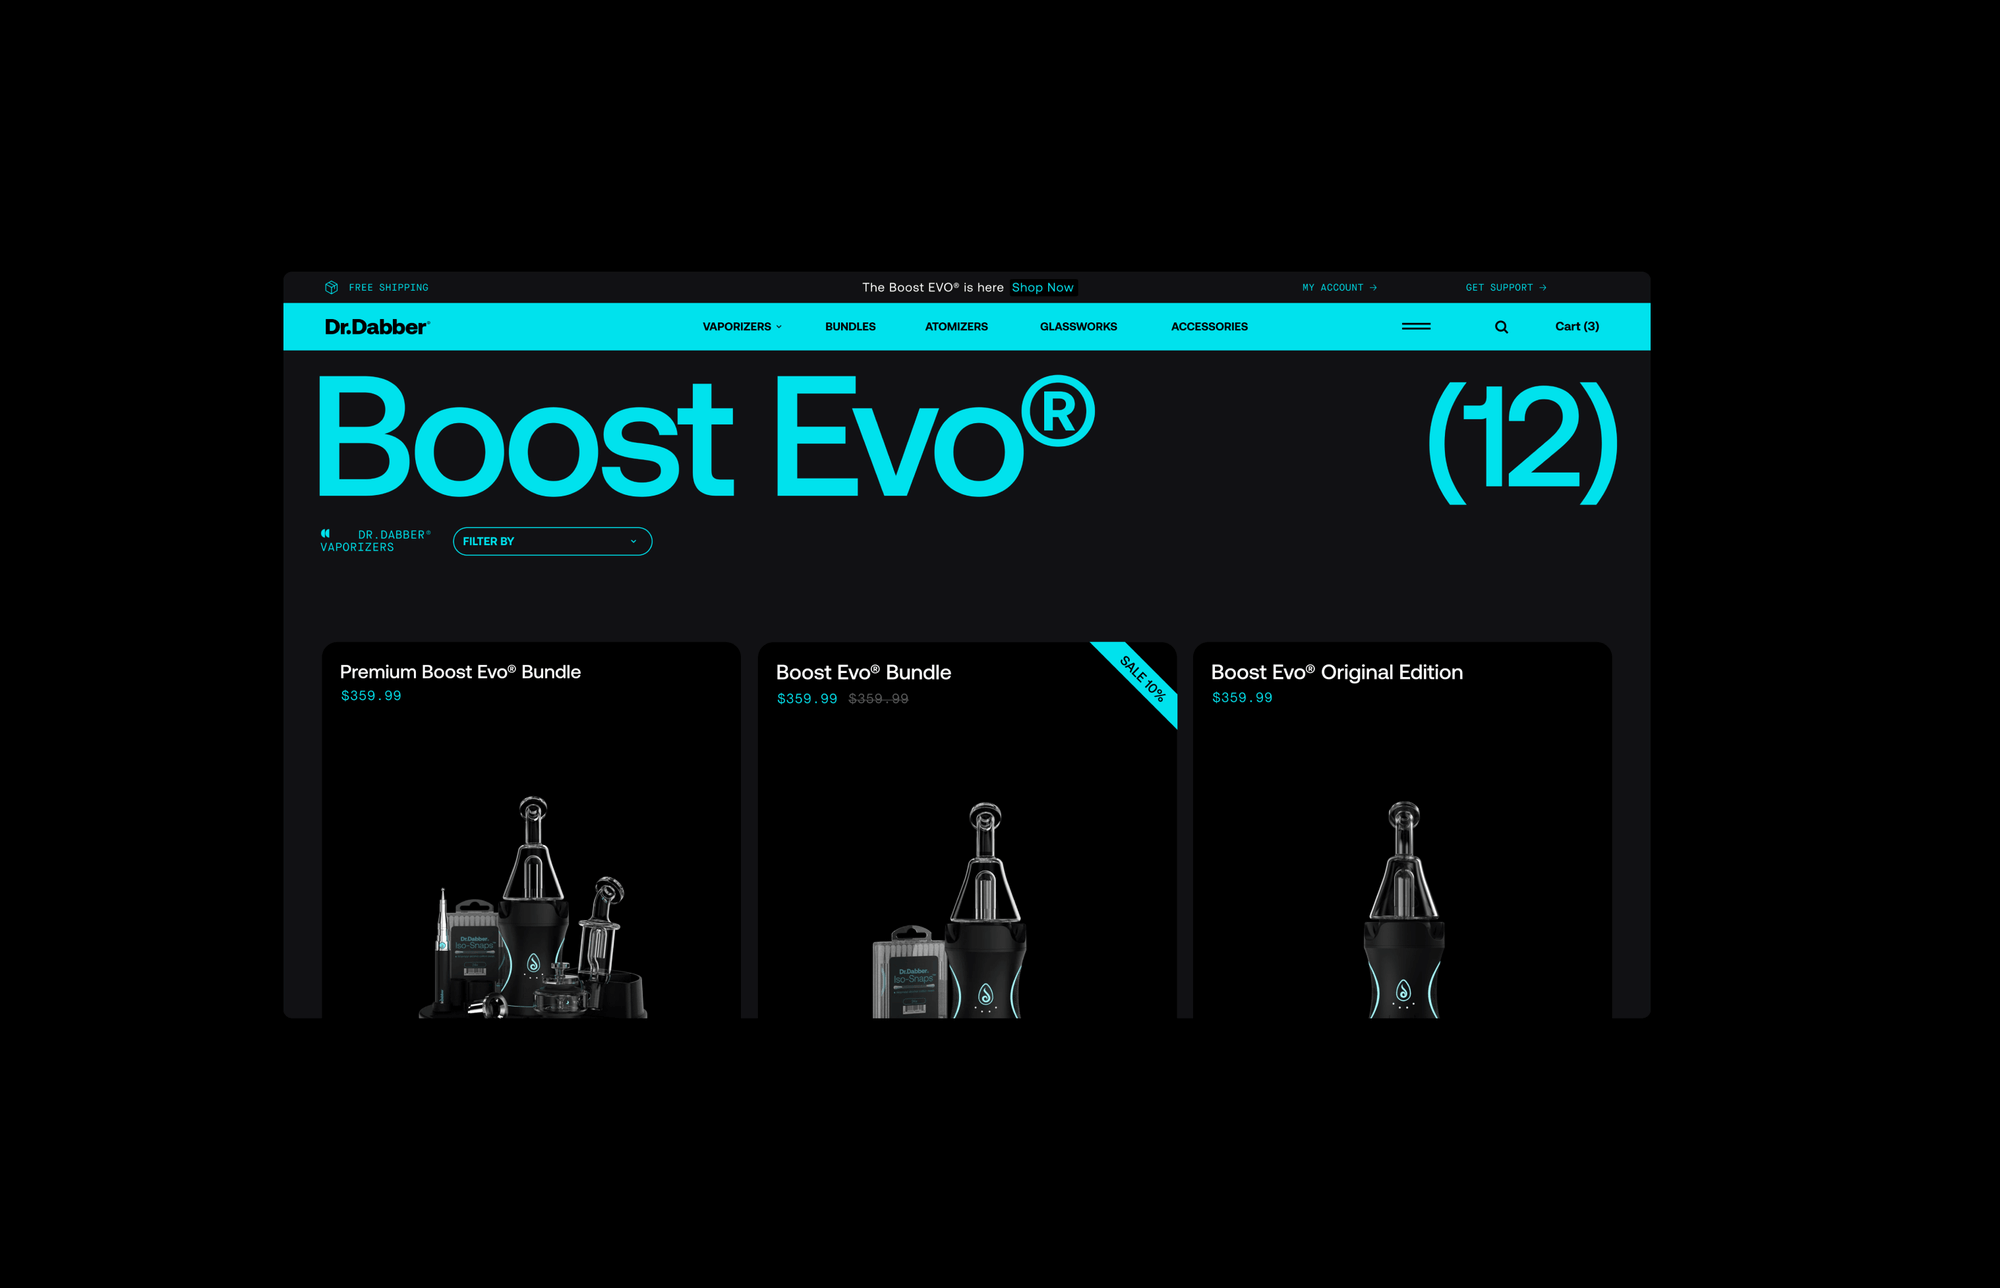 FREE SHIPPING
The Boost EVO® is here Shop Now
MY ACCOUNT →
GET SUPPORT →
Dr.Dabber®
VAPORIZERS
BUNDLES
ATOMIZERS
GLASSWORKS
ACCESSORIES
Cart (3)
Boost Evo®
(12)
DR.DABBER®
VAPORIZERS
FILTER BY
Premium Boost Evo® Bundle
$359.99
Boost Evo® Bundle
$359.99 $359.99
SALE 10%
Boost Evo® Original Edition
$359.99
Dr.Dabber.
Iso-Snaps™
Dr.Dabber.
Iso-Snaps™